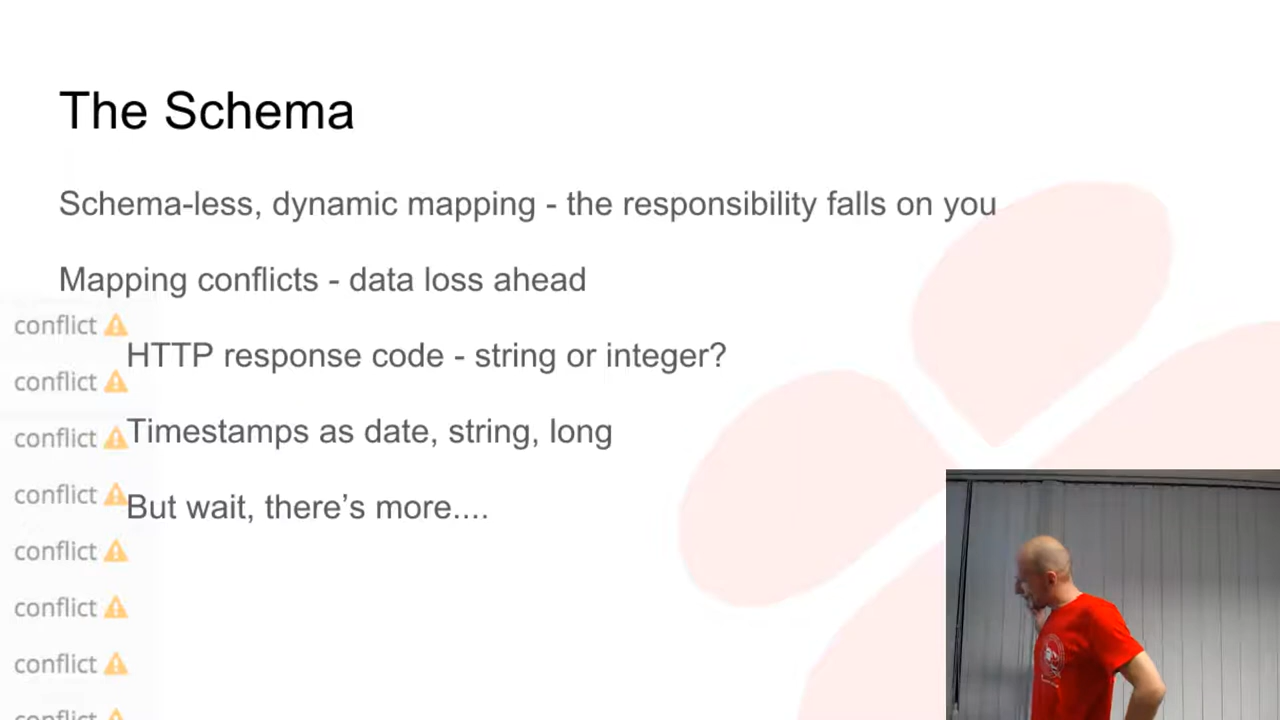 The Schema
Schema-less, dynamic mapping - the responsibility falls on you
Mapping conflicts - data loss ahead
conflict
HTTP response code - string or integer?
conflict
Timestamps as date, string, long
conflict
conflict
But wait, there's more....
conflict
conflict
conflict
conflict